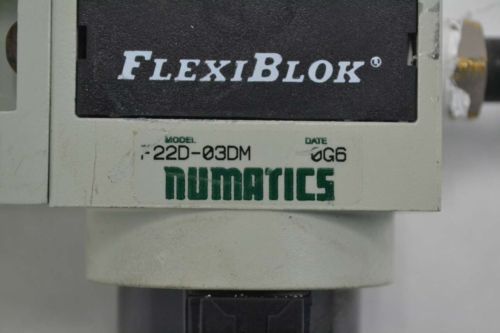 FLEXIBLOK®
MODEL DATE
F22D-03DM 0G6
NUMATICS